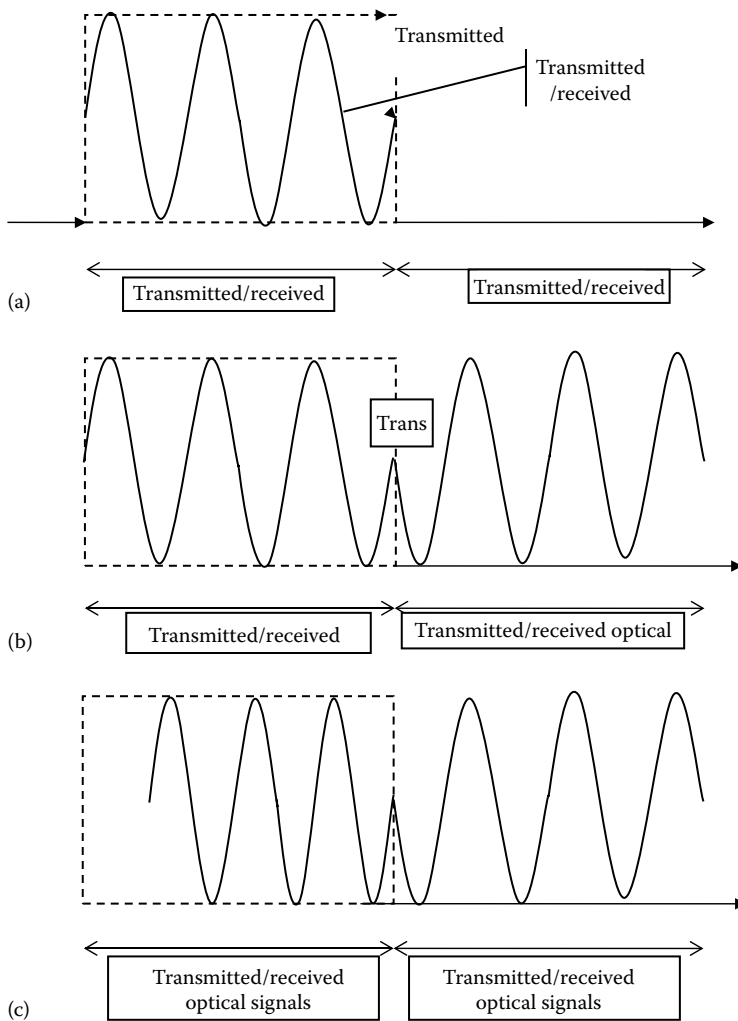 Transmitted
Transmitted
/received
Transmitted/received
Transmitted/received
(a)
Trans
Transmitted/received
Transmitted/received optical
(b)
Transmitted/received
optical signals
Transmitted/received
optical signals
(c)